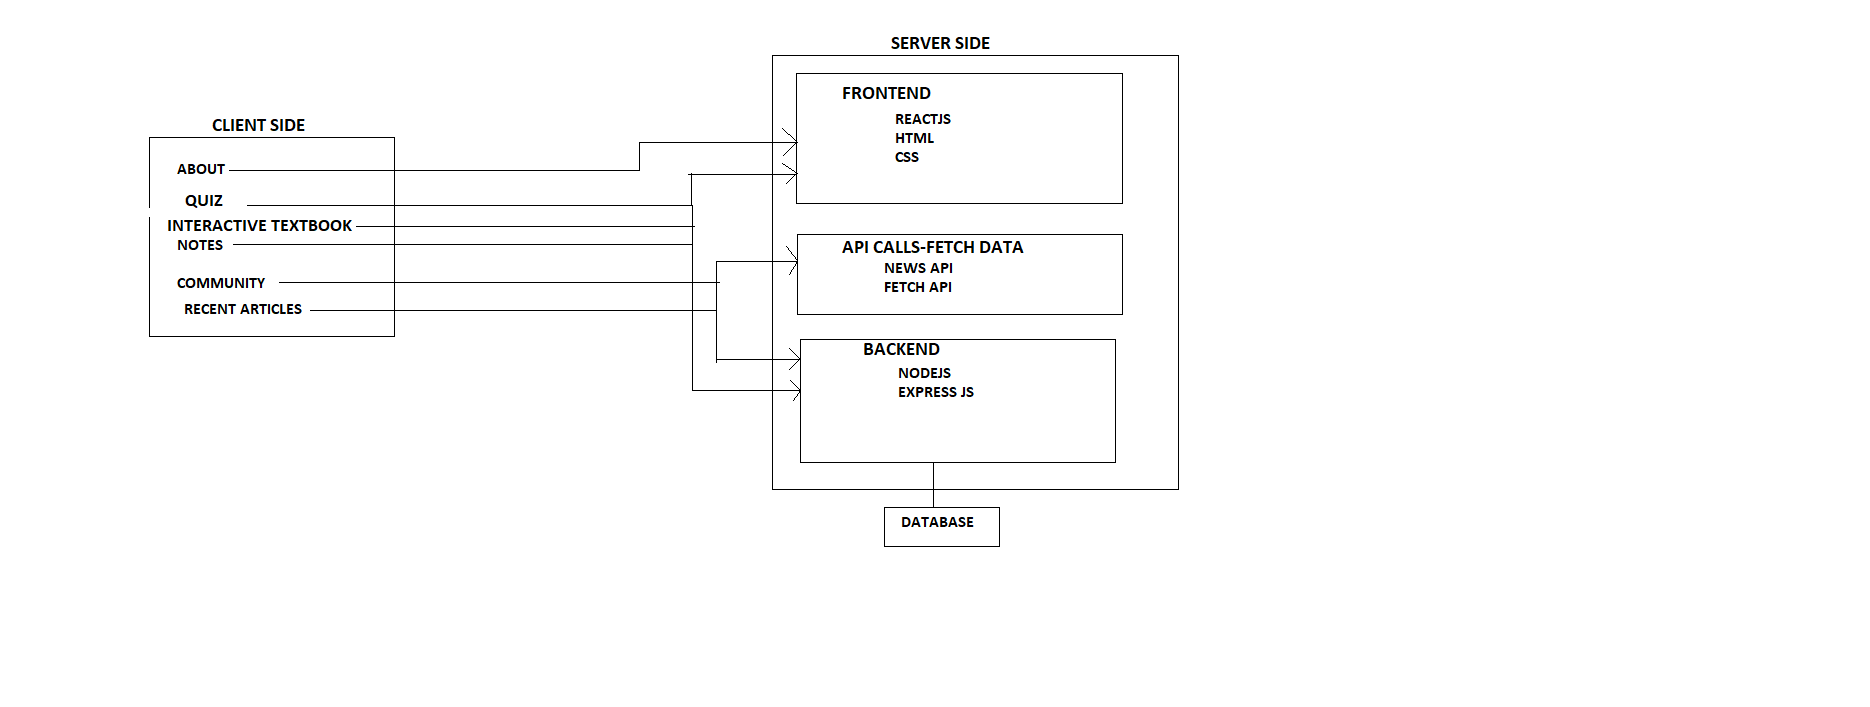 CLIENT SIDE
ABOUT
QUIZ
INTERACTIVE TEXTBOOK
NOTES
COMMUNITY
RECENT ARTICLES
SERVER SIDE
FRONTEND
REACTJS
HTML
CSS
API CALLS-FETCH DATA
NEWS API
FETCH API
BACKEND
NODEJS
EXPRESS JS
DATABASE